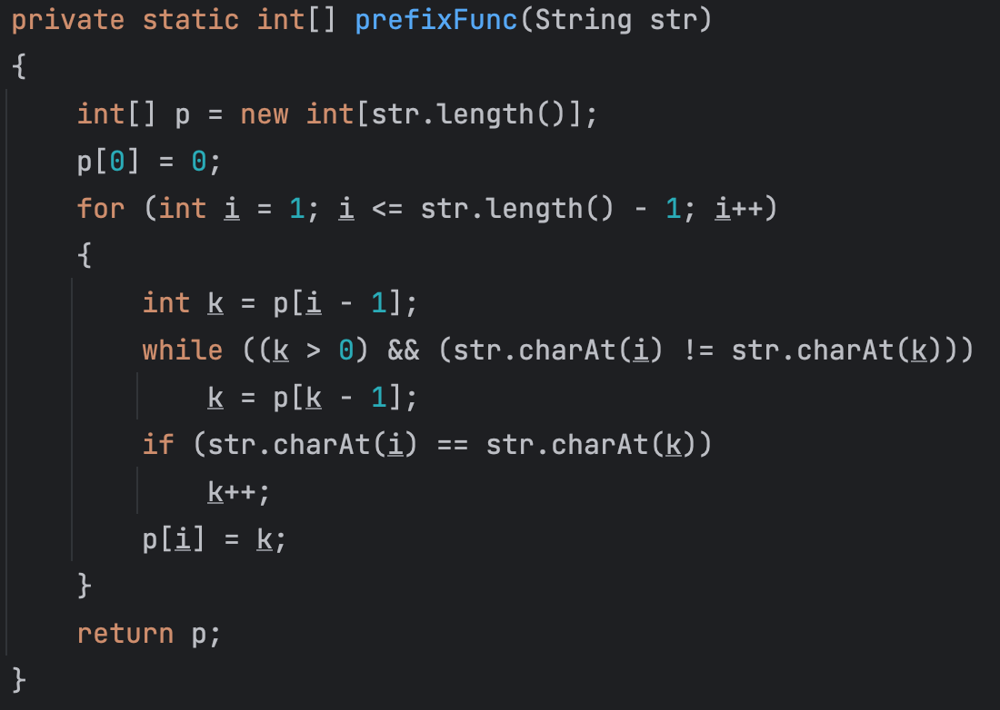 private static int[] prefixFunc(String str)
{
    int[] p = new int[str.length()];
    p[0] = 0;
    for (int i = 1; i <= str.length() - 1; i++)
    {
        int k = p[i - 1];
        while ((k > 0) && (str.charAt(i) != str.charAt(k)))
            k = p[k - 1];
        if (str.charAt(i) == str.charAt(k))
            k++;
        p[i] = k;
    }
    return p;
}